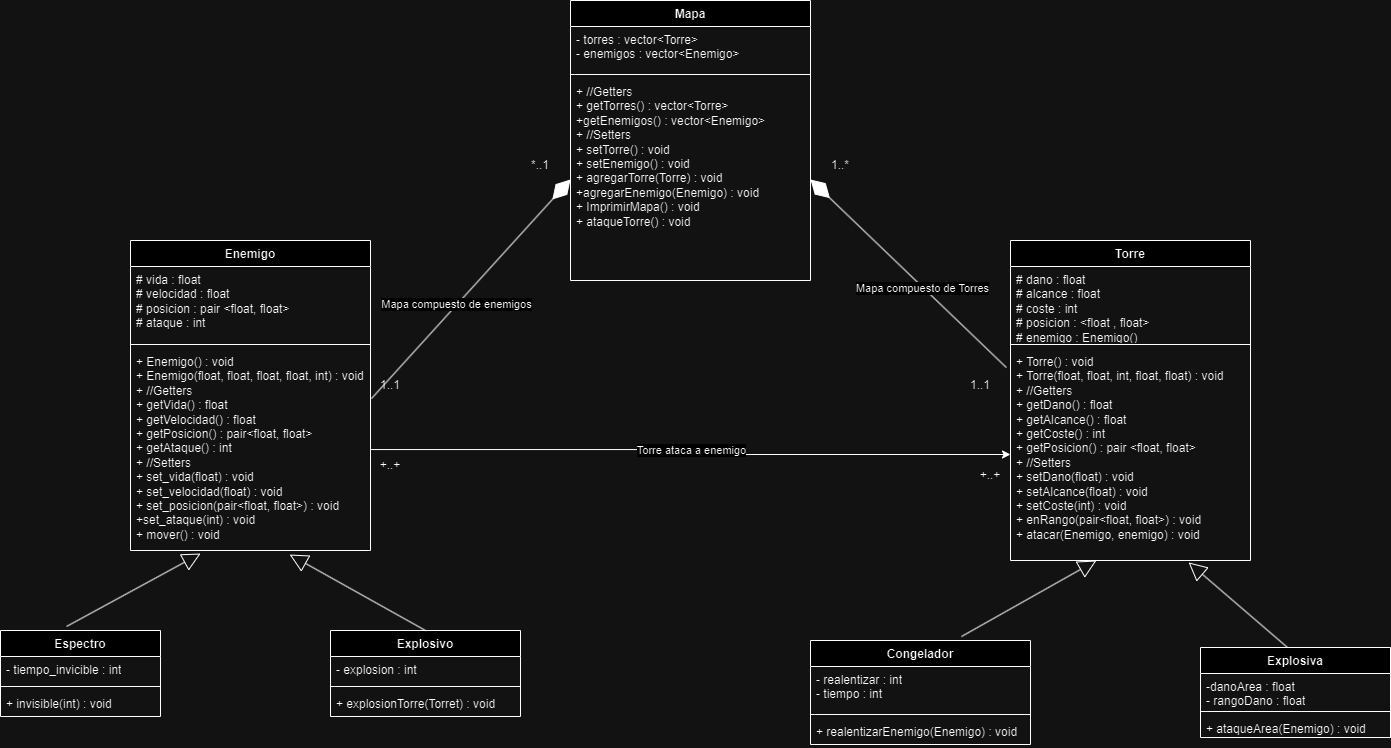 Mapa
- torres : vector<Torre>
- enemigos : vector<Enemigo>
+ //Getters
+ getTorres() : vector<Torre>
+getEnemigos() : vector<Enemigo>
+ //Setters
+ setTorre() : void
+ setEnemigo() : void
+ agregarTorre(Torre) : void
+agregarEnemigo(Enemigo) : void
+ ImprimirMapa() : void
+ ataqueTorre() : void
*..1
1..*
Enemigo
# vida : float
# velocidad : float
# posicion : pair <float, float>
# ataque : int
+ Enemigo() : void
+ Enemigo(float, float, float, float, int) : void
+ //Getters
+ getVida() : float
+ getVelocidad() : float
+ getPosicion() : pair<float, float>
+ getAtaque() : int
+ //Setters
+ set_vida(float) : void
+ set_velocidad(float) : void
+ set_posicion(pair<float, float>) : void
+set_ataque(int) : void
+ mover() : void
Mapa compuesto de enemigos
1..1
Mapa compuesto de Torres
1..1
Torre ataca a enemigo
+..+
+..+
Torre
# dano : float
# alcance : float
# coste : int
# posicion : <float , float>
# enemigo : Enemigo()
+ Torre() : void
+ Torre(float, float, int, float, float) : void
+ //Getters
+ getDano() : float
+ getAlcance() : float
+ getCoste() : int
+ getPosicion() : pair <float, float>
+ //Setters
+ setDano(float) : void
+ setAlcance(float) : void
+ setCoste(int) : void
+ enRango(pair<float, float>) : void
+ atacar(Enemigo, enemigo) : void
Espectro
- tiempo_invicible : int
+ invisible(int) : void
Explosivo
- explosion : int
+ explosionTorre(Torret) : void
Congelador
- realentizar : int
- tiempo : int
+ realentizarEnemigo(Enemigo) : void
Explosiva
-danoArea : float
- rangoDano : float
+ ataqueArea(Enemigo) : void